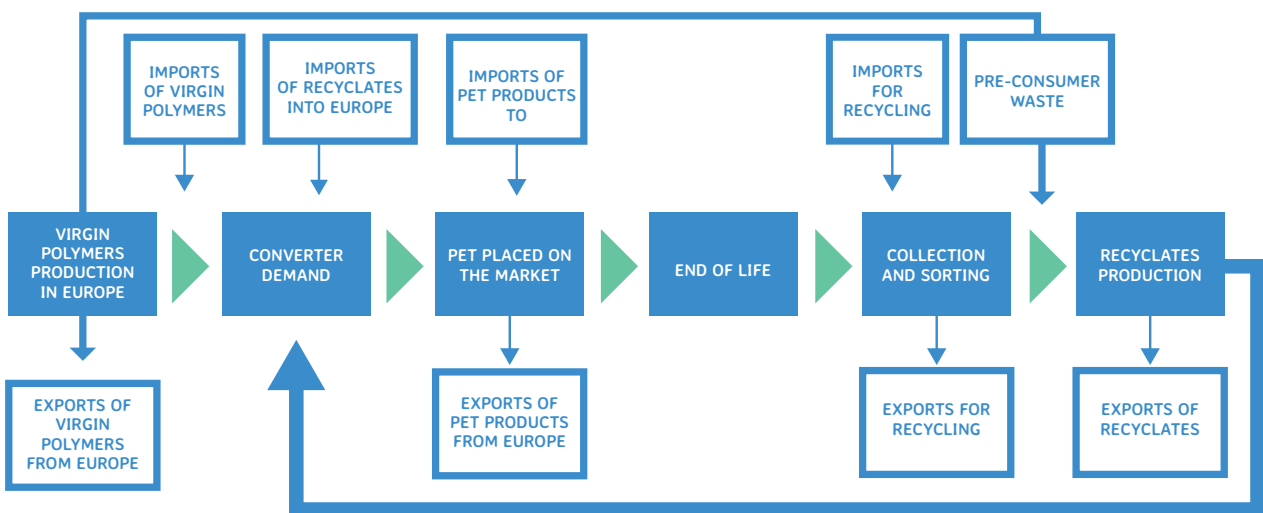 IMPORTS
OF VIRGIN
POLYMERS
IMPORTS
OF RECYCLATES
INTO EUROPE
IMPORTS OF
PET PRODUCTS
TO
IMPORTS
FOR
RECYCLING
PRE-CONSUMER
WASTE
VIRGIN
POLYMERS
PRODUCTION
IN EUROPE
CONVERTER
DEMAND
PET PLACED ON
THE MARKET
END OF LIFE
COLLECTION
AND SORTING
RECYCLATES
PRODUCTION
EXPORTS OF
VIRGIN
POLYMERS
FROM EUROPE
EXPORTS OF
PET PRODUCTS
FROM EUROPE
EXPORTS FOR
RECYCLING
EXPORTS OF
RECYCLATES